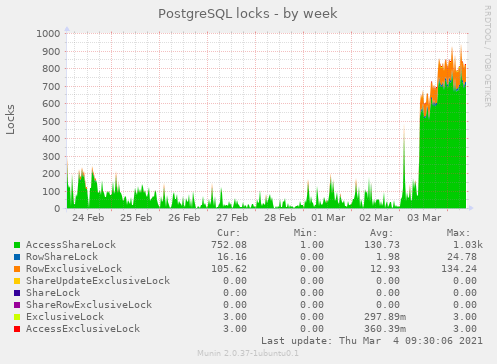 PostgreSQL locks - by week
RRDTOOL / TOBI OETIKER
Locks
1000
900
800
700
600
500
400
300
200
100
0
24 Feb 25 Feb 26 Feb 27 Feb 28 Feb 01 Mar 02 Mar 03 Mar
Cur: Min: Avg: Max:
AccessShareLock 752.08 1.00 130.73 1.03k
RowShareLock 16.16 0.00 1.98 24.78
RowExclusiveLock 105.62 0.00 12.93 134.24
ShareUpdateExclusiveLock 0.00 0.00 0.00 0.00
ShareLock 0.00 0.00 0.00 0.00
ShareRowExclusiveLock 0.00 0.00 0.00 0.00
ExclusiveLock 3.00 0.00 297.89m 3.00
AccessExclusiveLock 3.00 0.00 360.39m 3.00
Last update: Thu Mar 4 09:30:06 2021
Munin 2.0.37-1ubuntu0.1